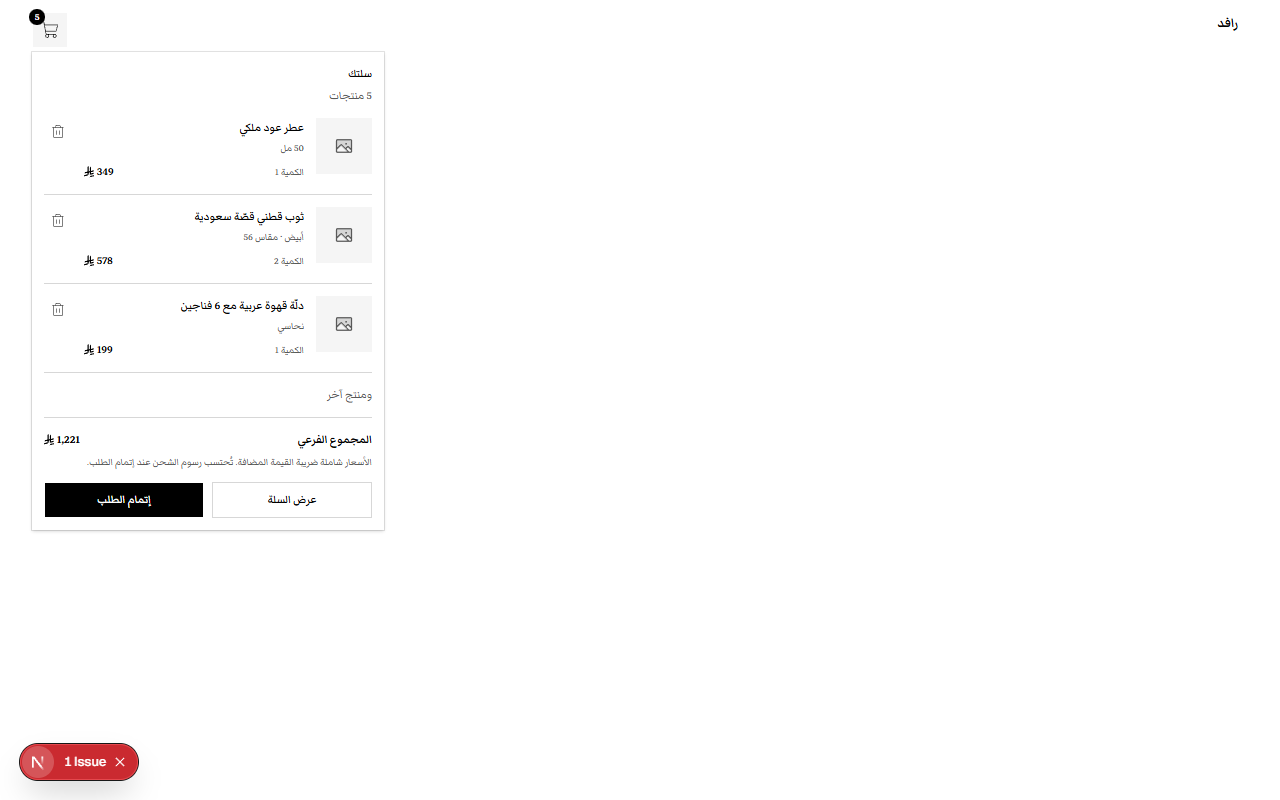 رافد
5
سلتك
5 منتجات
عطر عود ملكي
50 مل
الكمية 1
349
ثوب قطني قصّة سعودية
أبيض · مقاس 56
الكمية 2
578
دلّة قهوة عربية مع 6 فناجين
نحاسي
الكمية 1
199
ومنتج آخر
المجموع الفرعي
1,221
الأسعار شاملة ضريبة القيمة المضافة. تُحتسب رسوم الشحن عند إتمام الطلب.
عرض السلة
إتمام الطلب
1 Issue